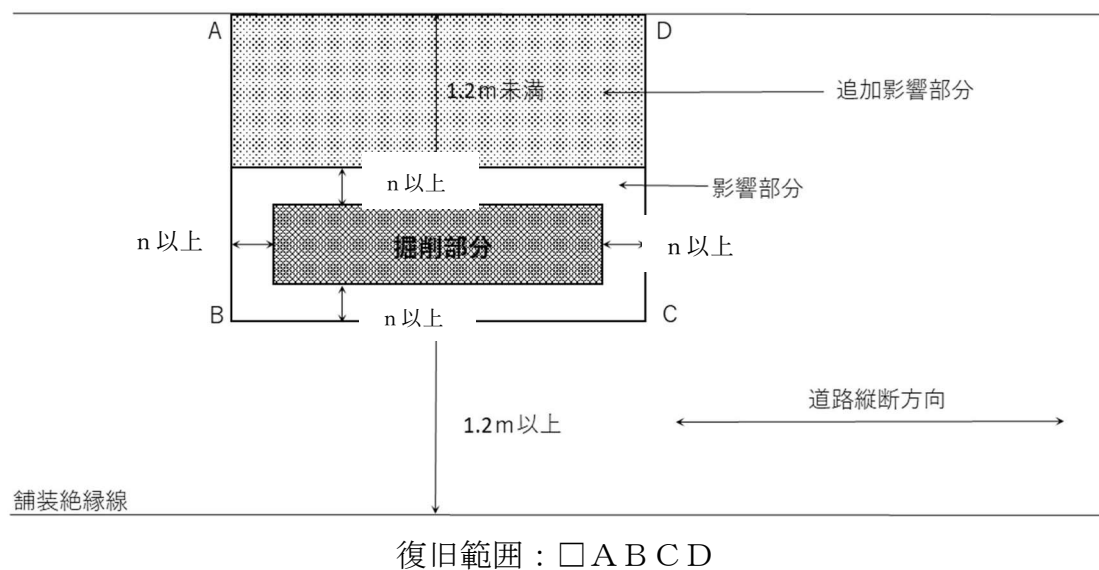 A
D
1.2m未満
追加影響部分
n以上
影響部分
n以上
掘削部分
n以上
B
n以上
C
道路縦断方向
1.2m以上
舗装絶縁線
復旧範囲：□ＡＢＣＤ